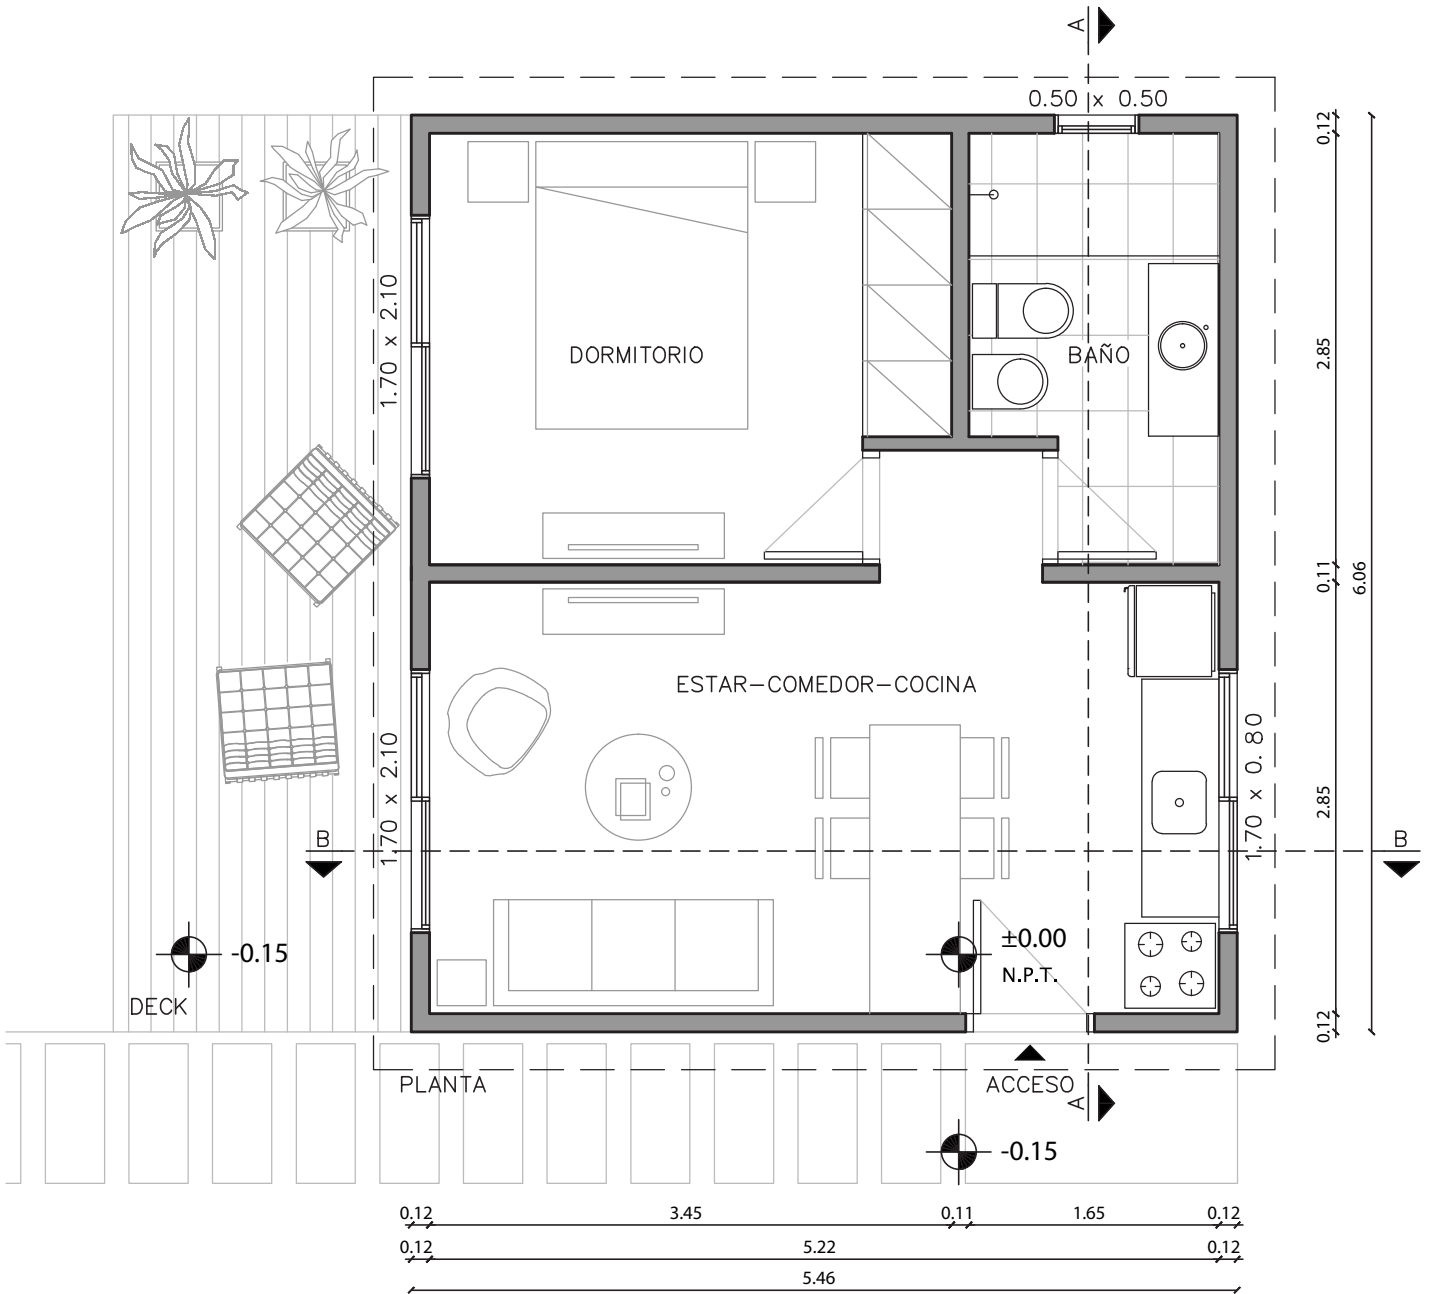 A
0.50 x 0.50
0.12
1.70 x 2.10
DORMITORIO
BAÑO
2.85
0.11
6.06
ESTAR-COMEDOR-COCINA
1.70 x 2.10
1.70 x 0.80
2.85
B
B
-0.15
±0.00
N.P.T.
DECK
0.12
PLANTA
ACCESO
A
-0.15
0.12 3.45 0.11 1.65 0.12
0.12 5.22 0.12
5.46